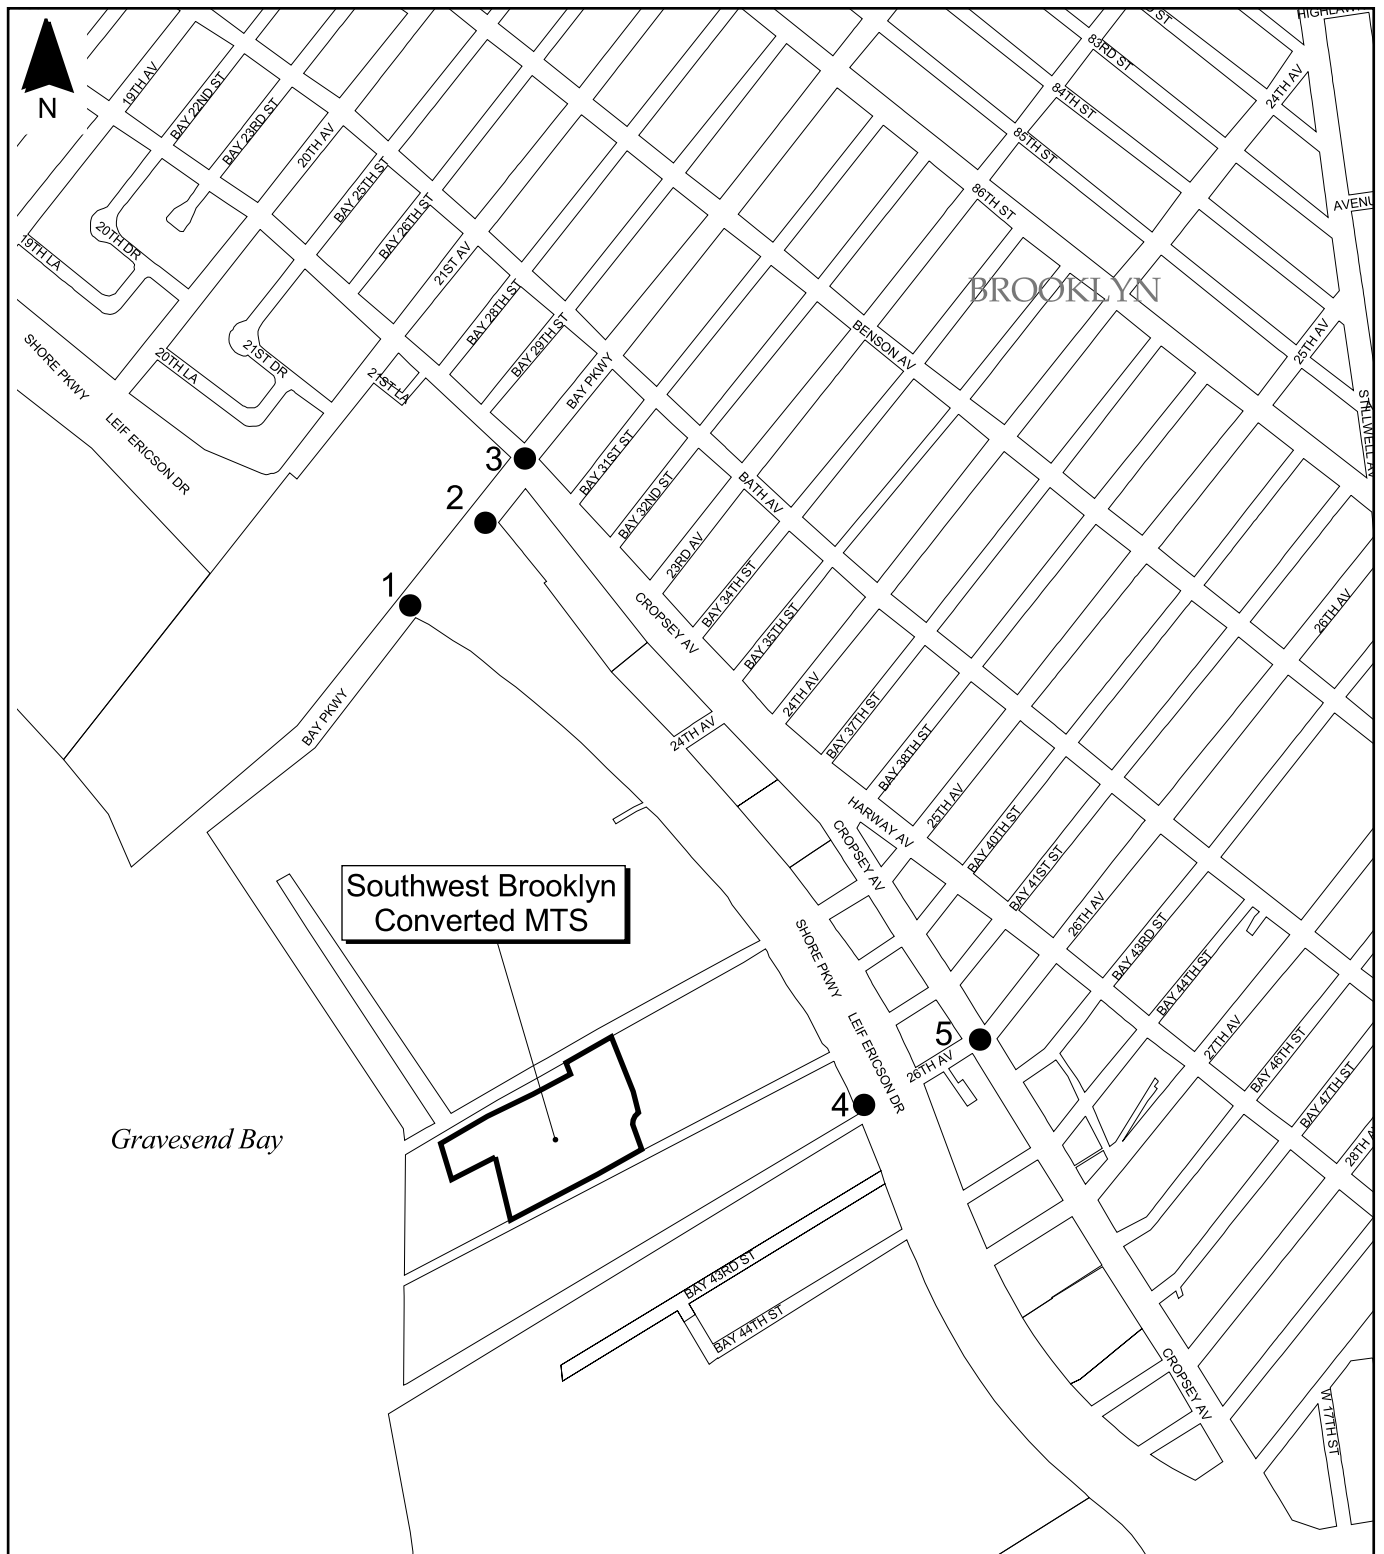 N
19TH AV
BAY 22ND ST
BAY 23RD ST
20TH AV
BAY 25TH ST
BAY 26TH ST
21ST AV
BAY 28TH ST
BAY 29TH ST
BAY PKWY
83RD ST
84TH ST
85TH ST
86TH ST
24TH AV
25TH AV
BROOKLYN
19TH LA
20TH DR
20TH LA
21ST DR
21ST LA
SHORE PKWY
LEIF ERICSON DR
BENSON AV
STILLWELL AV
BATH AV
3
2
1
BAY 31ST ST
BAY 32ND ST
23RD AV
BAY 34TH ST
BAY 35TH ST
24TH AV
BAY 37TH ST
BAY 38TH ST
25TH AV
BAY 40TH ST
BAY 41ST ST
26TH AV
BAY 43RD ST
BAY 44TH ST
27TH AV
BAY 46TH ST
BAY 47TH ST
26TH AV
CROPSEY AV
24TH AV
BAY PKWY
HARWAY AV
CROPSEY AV
Southwest Brooklyn
Converted MTS
SHORE PKWY
LEIF ERICSON DR
5
26TH AV
4
Gravesend Bay
BAY 43RD ST
BAY 44TH ST
CROPSEY AV
W 17TH ST